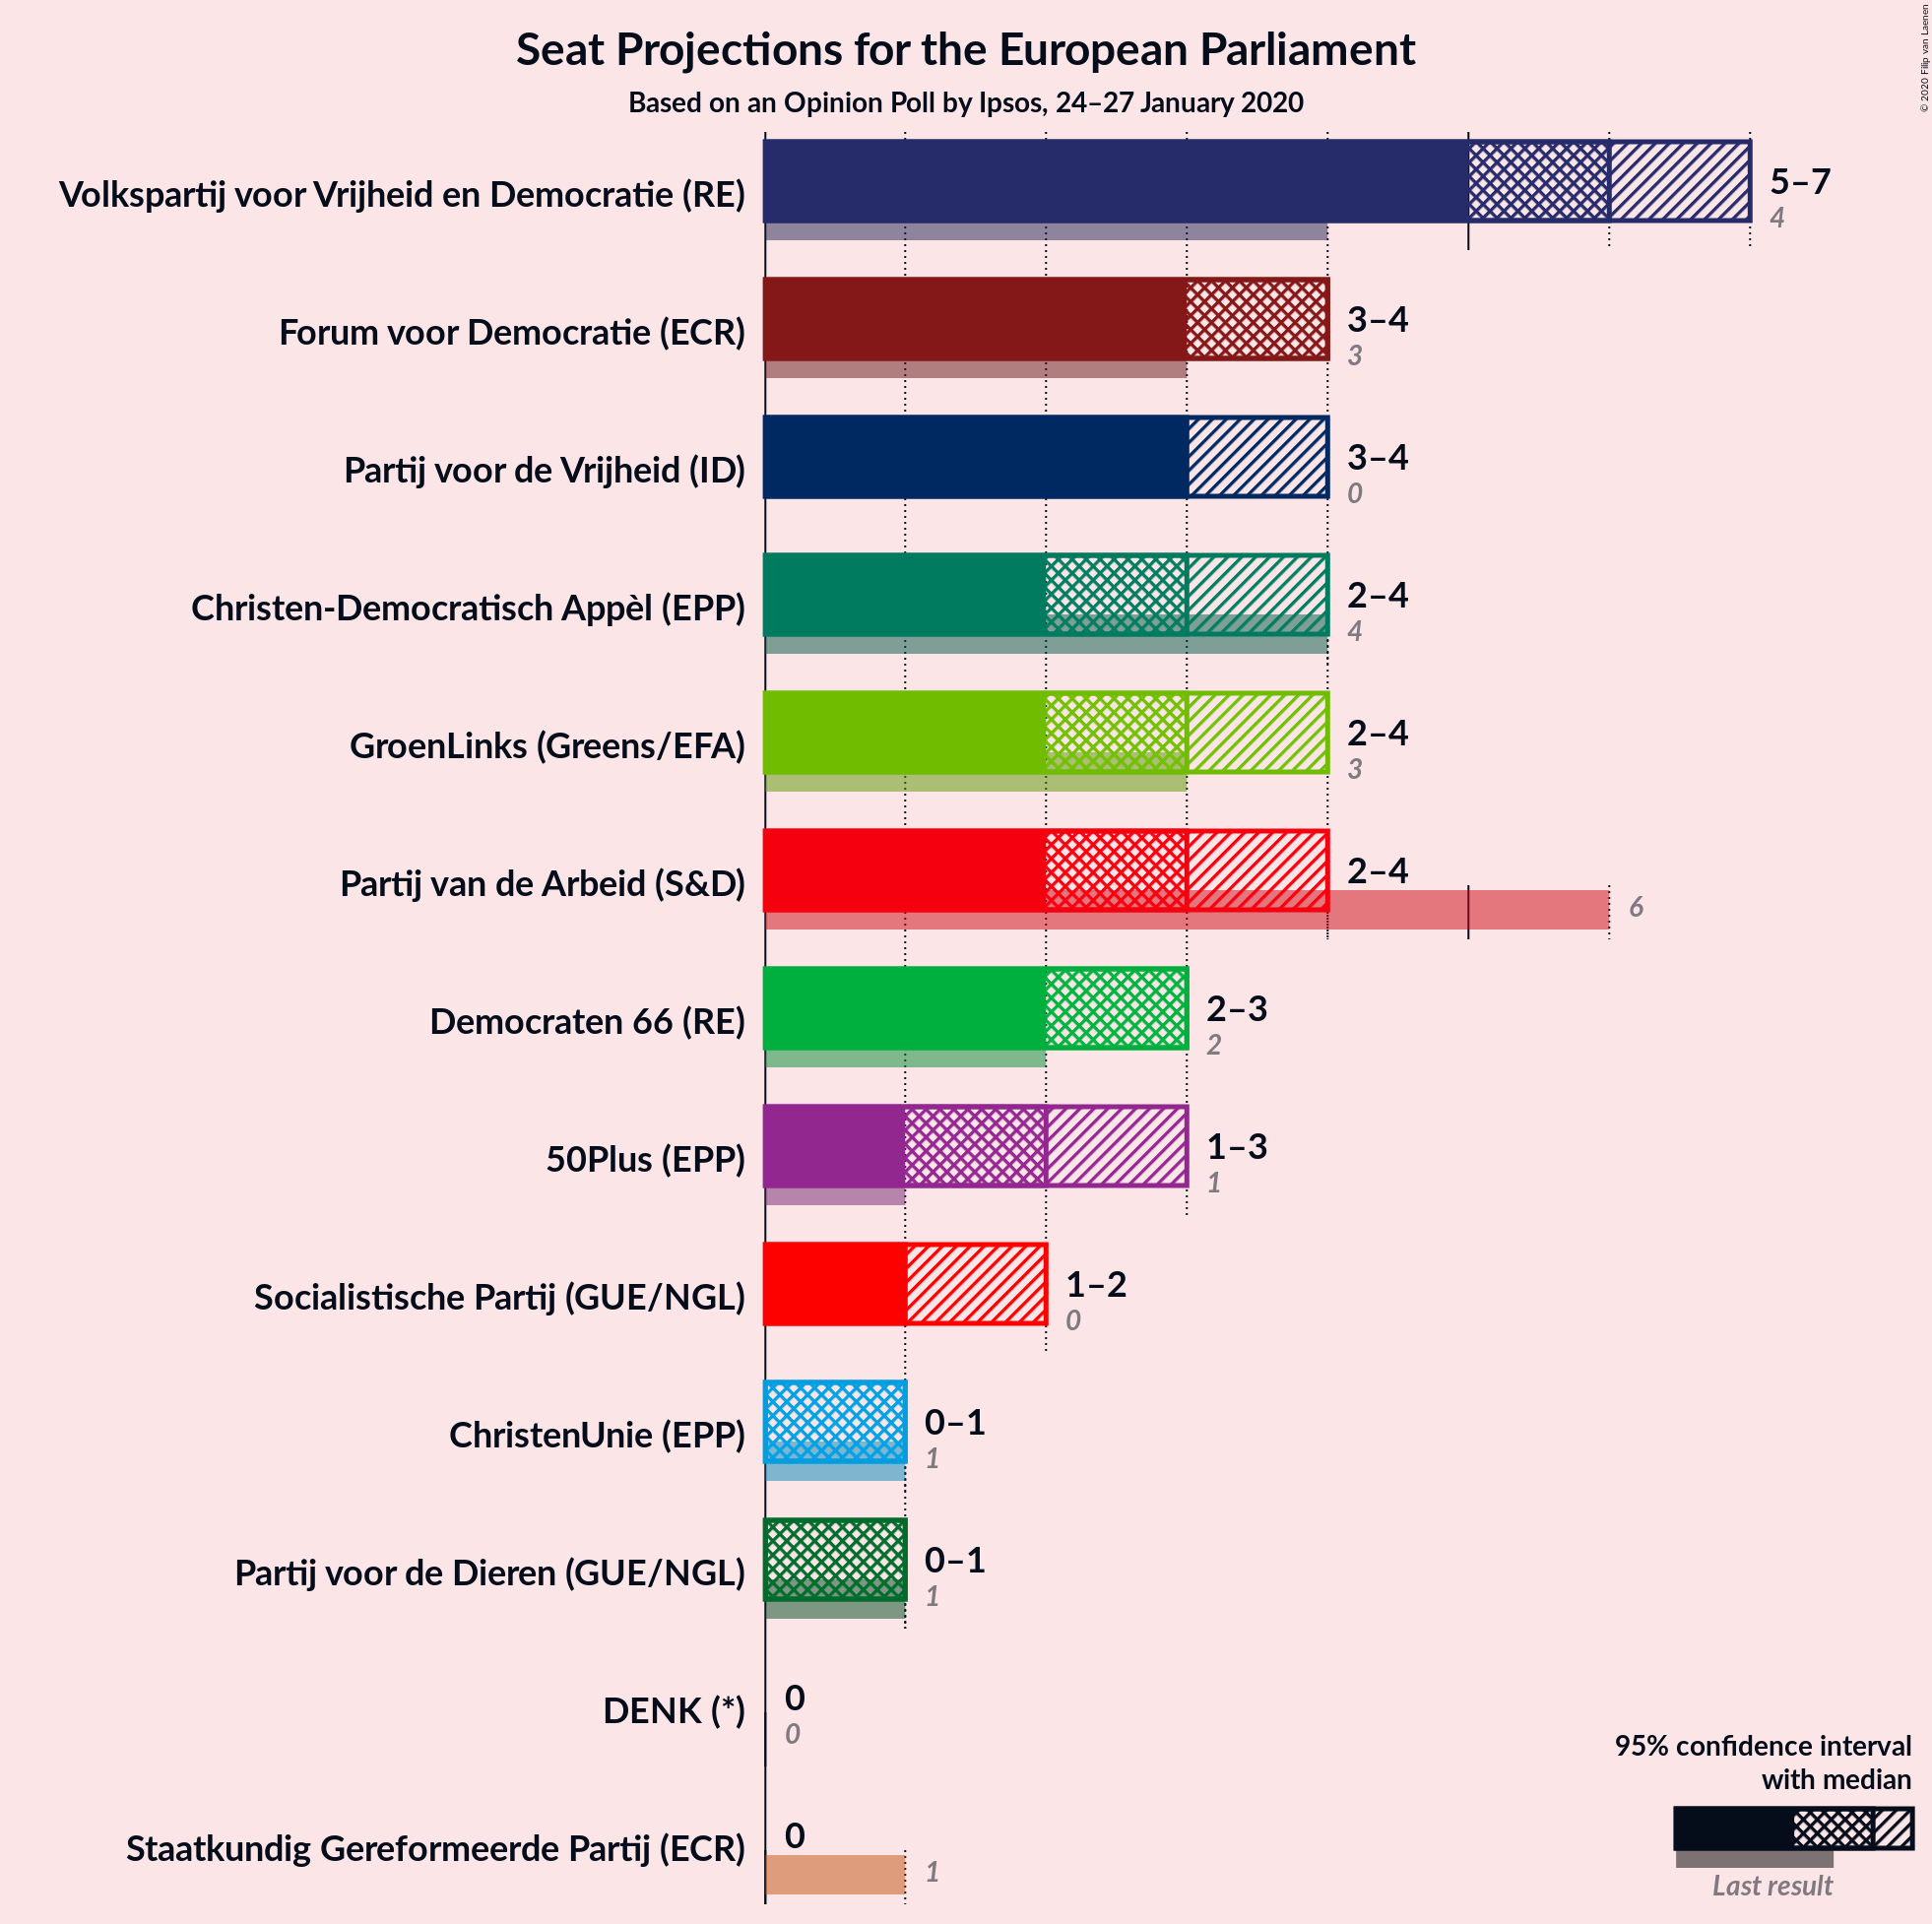 Seat Projections for the European Parliament
Based on an Opinion Poll by Ipsos, 24–27 January 2020
© 2020 Filip van Laenen
Volkspartij voor Vrijheid en Democratie (RE)
5–7
4
Forum voor Democratie (ECR)
3–4
3
Partij voor de Vrijheid (ID)
3–4
0
Christen-Democratisch Appèl (EPP)
2–4
4
GroenLinks (Greens/EFA)
2–4
3
Partij van de Arbeid (S&D)
2–4
6
Democraten 66 (RE)
2–3
2
50Plus (EPP)
1–3
1
Socialistische Partij (GUE/NGL)
1–2
0
ChristenUnie (EPP)
0–1
1
Partij voor de Dieren (GUE/NGL)
0–1
1
DENK (*)
0
0
Staatkundig Gereformeerde Partij (ECR)
0
1
95% confidence interval
with median
Last result